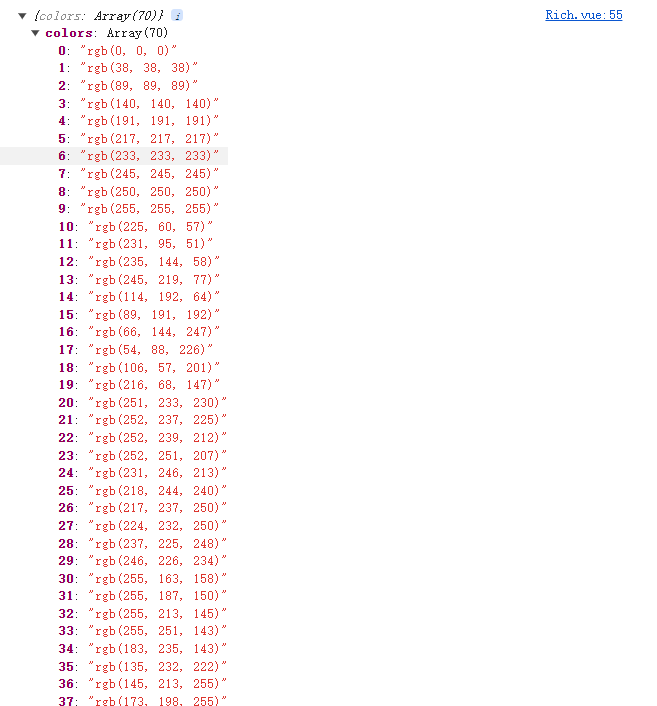 ▼ {colors: Array(70)} i Rich.vue:55
▼ colors: Array(70)
0: "rgb(0, 0, 0)"
1: "rgb(38, 38, 38)"
2: "rgb(89, 89, 89)"
3: "rgb(140, 140, 140)"
4: "rgb(191, 191, 191)"
5: "rgb(217, 217, 217)"
6: "rgb(233, 233, 233)"
7: "rgb(245, 245, 245)"
8: "rgb(250, 250, 250)"
9: "rgb(255, 255, 255)"
10: "rgb(225, 60, 57)"
11: "rgb(231, 95, 51)"
12: "rgb(235, 144, 58)"
13: "rgb(245, 219, 77)"
14: "rgb(114, 192, 64)"
15: "rgb(89, 191, 192)"
16: "rgb(66, 144, 247)"
17: "rgb(54, 88, 226)"
18: "rgb(106, 57, 201)"
19: "rgb(216, 68, 147)"
20: "rgb(251, 233, 230)"
21: "rgb(252, 237, 225)"
22: "rgb(252, 239, 212)"
23: "rgb(252, 251, 207)"
24: "rgb(231, 246, 213)"
25: "rgb(218, 244, 240)"
26: "rgb(217, 237, 250)"
27: "rgb(224, 232, 250)"
28: "rgb(237, 225, 248)"
29: "rgb(246, 226, 234)"
30: "rgb(255, 163, 158)"
31: "rgb(255, 187, 150)"
32: "rgb(255, 213, 145)"
33: "rgb(255, 251, 143)"
34: "rgb(183, 235, 143)"
35: "rgb(135, 232, 222)"
36: "rgb(145, 213, 255)"
37: "rgb(173, 198, 255)"